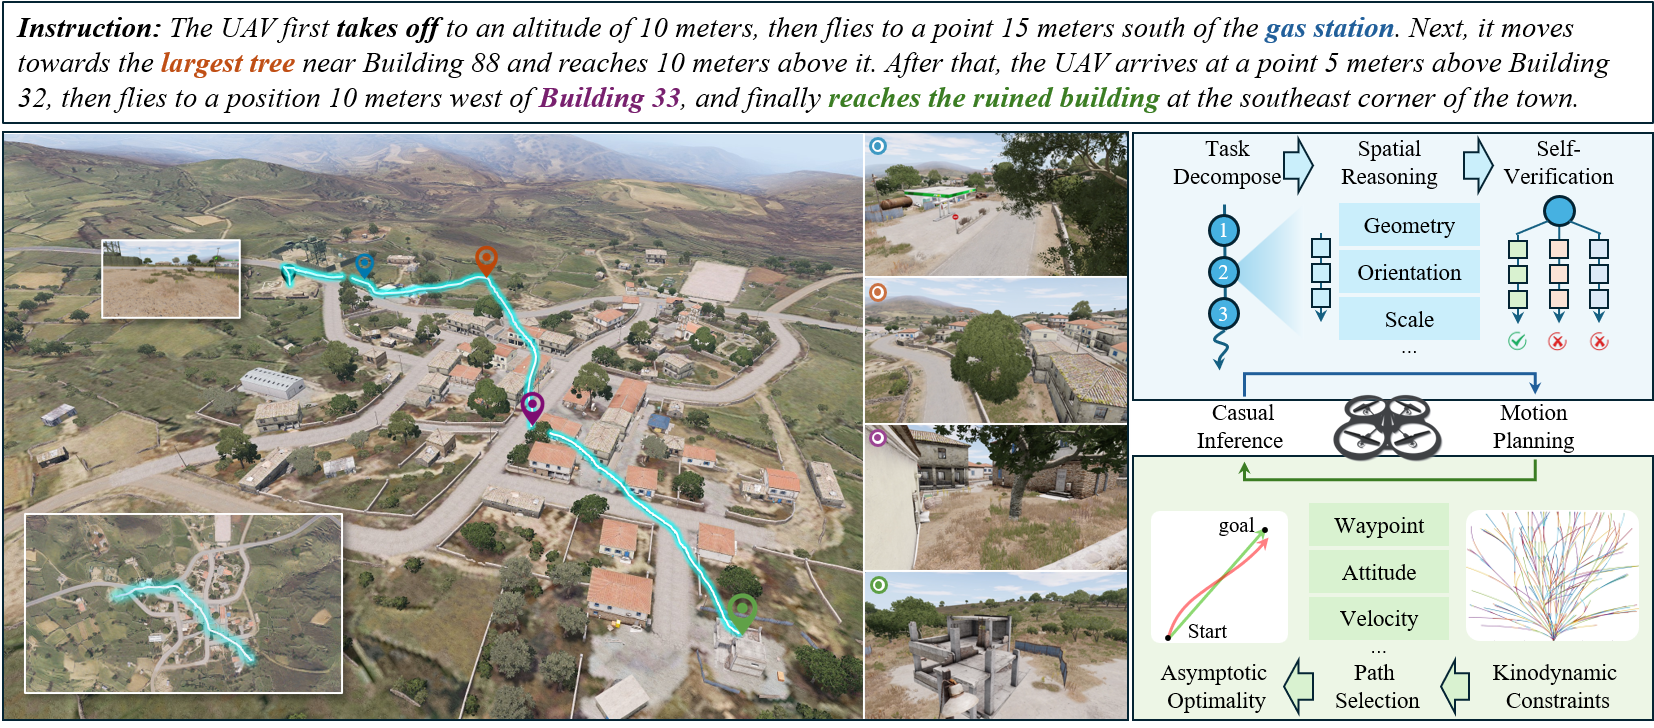 Instruction: The UAV first takes off to an altitude of 10 meters, then flies to a point 15 meters south of the gas station. Next, it moves
towards the largest tree near Building 88 and reaches 10 meters above it. After that, the UAV arrives at a point 5 meters above Building
32, then flies to a position 10 meters west of Building 33, and finally reaches the ruined building at the southeast corner of the town.
Task
Decompose
Spatial
Reasoning
Self-
Verification
1
2
3
Geometry
Orientation
Scale
...
Casual
Inference
Motion
Planning
goal
Start
Waypoint
Attitude
Velocity
...
Asymptotic
Optimality
Path
Selection
Kinodynamic
Constraints